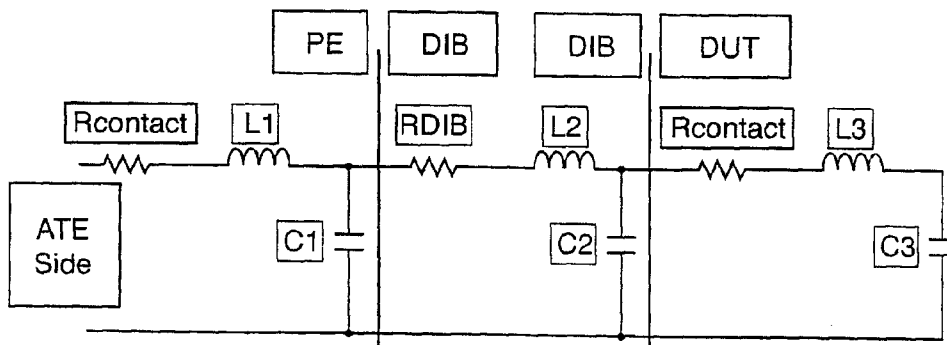 PE
DIB
DIB
DUT
Rcontact
L1
RDIB
L2
Rcontact
L3
ATE
Side
C1
C2
C3